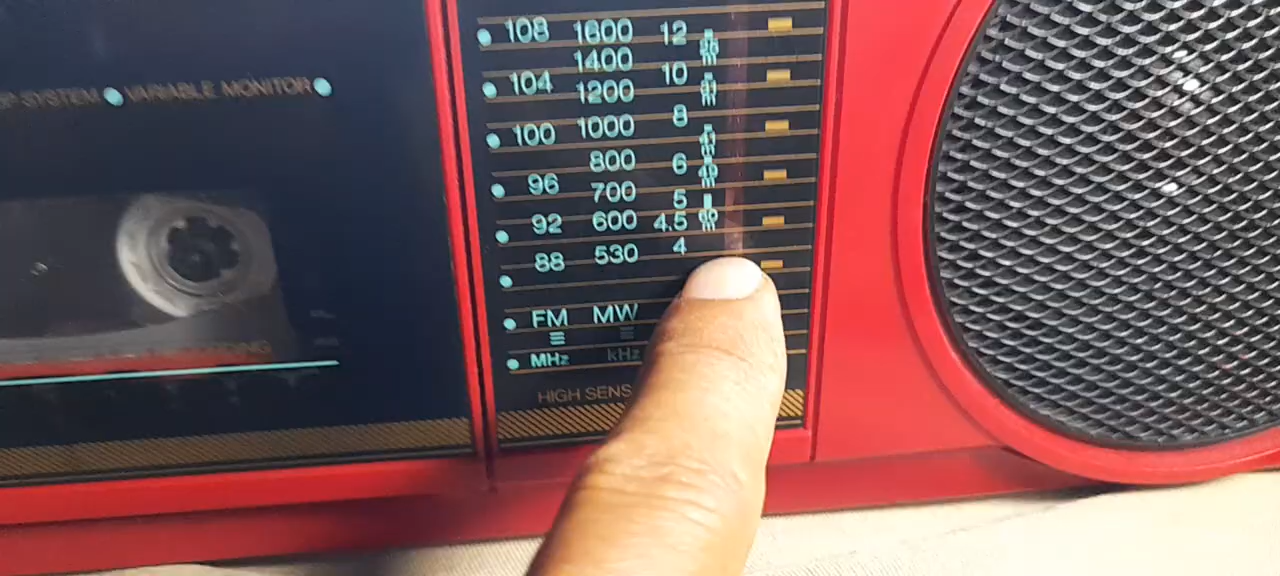 SYSTEM VARIABLE MONITOR
108 1600 12
1400
104 10
1200
100 1000 8
800
96 6
700 5
92 600 4.5
88 530 4
FM MW
MHz kHz
HIGH SENS